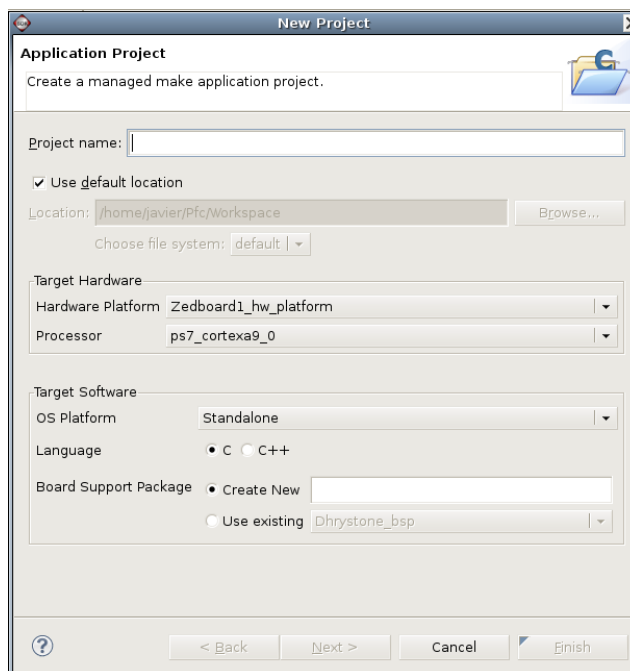 New Project
Application Project
Create a managed make application project.
C
Project name:
Use default location
Location: /home/javier/Pfc/Workspace Browse...
Choose file system: default
Target Hardware
Hardware Platform Zedboard1_hw_platform
Processor ps7_cortexa9_0
Target Software
OS Platform Standalone
Language C C++
Board Support Package Create New
Use existing Dhrystone_bsp
? < Back Next > Cancel Finish